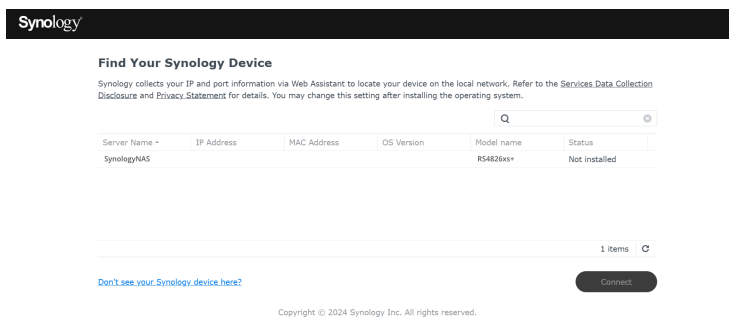 Synology
Find Your Synology Device
Synology collects your IP and port information via Web Assistant to locate your device on the local network. Refer to the Services Data Collection
Disclosure and Privacy Statement for details. You may change this setting after installing the operating system.
Server Name IP Address MAC Address OS Version Model name Status
SynologyNAS RS4826xs+ Not installed
1 items
Don't see your Synology device here? Connect
Copyright © 2024 Synology Inc. All rights reserved.